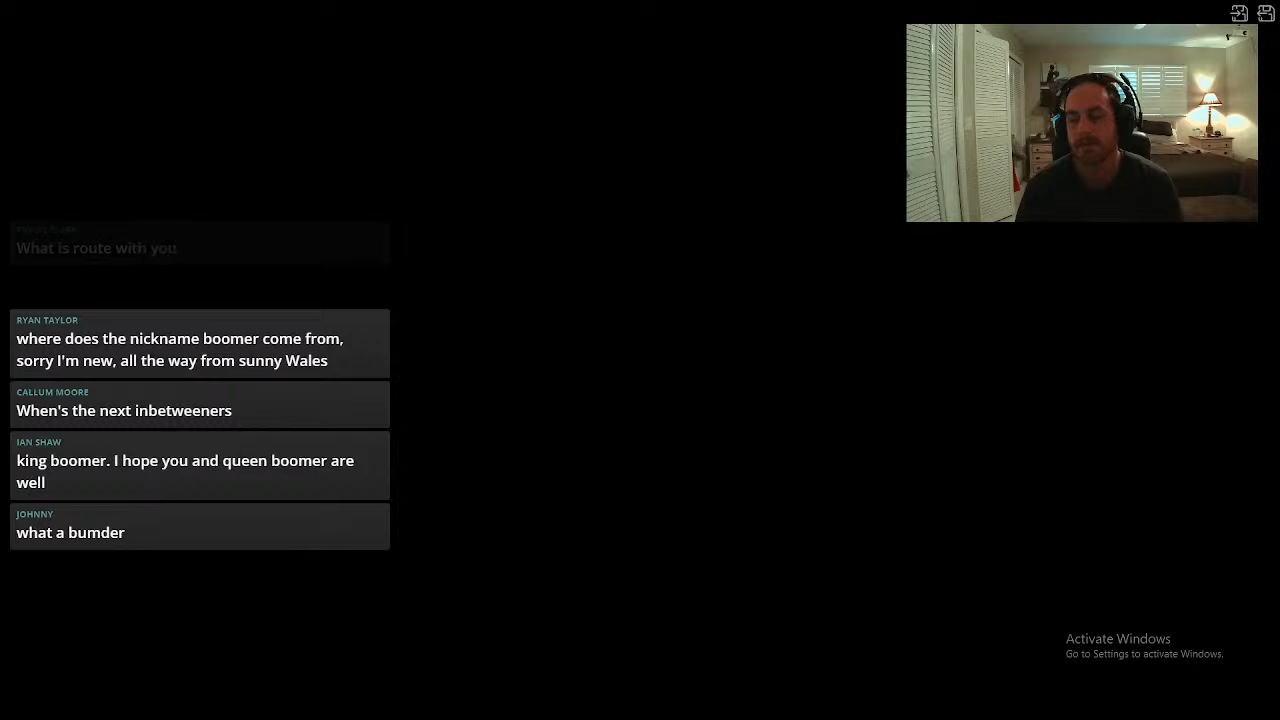 What is route with you
RYAN TAYLOR
where does the nickname boomer come from,
sorry I'm new, all the way from sunny Wales
CALLUM MOORE
When's the next inbetweeners
IAN SHAW
king boomer. I hope you and queen boomer are
well
JOHNNY
what a bumder
Activate Windows
Go to Settings to activate Windows.